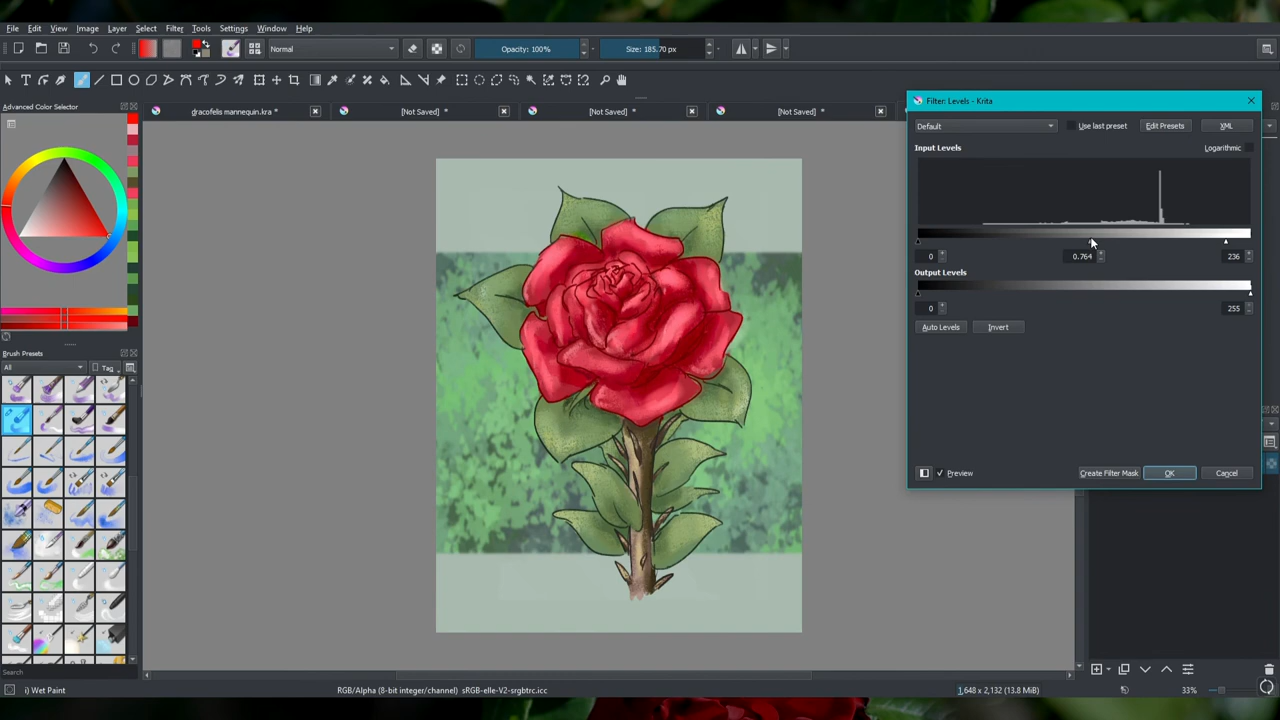 File Edit View Image Layer Select Filter Tools Settings Window Help
Normal Opacity: 100% Size: 185.70 px
Advanced Color Selector
dracofelis mannequin.kra * [Not Saved] * [Not Saved] * [Not Saved] *
Filter: Levels - Krita
Default Use last preset Edit Presets XML
Input Levels Logarithmic
0 0.764 236
Output Levels
0 255
Auto Levels Invert
Preview Create Filter Mask OK Cancel
Brush Presets
All Tag
Search
i) Wet Paint RGB/Alpha (8-bit integer/channel) sRGB-elle-V2-srgbtrc.icc 1,648 x 2,132 (13.8 MiB) 33%